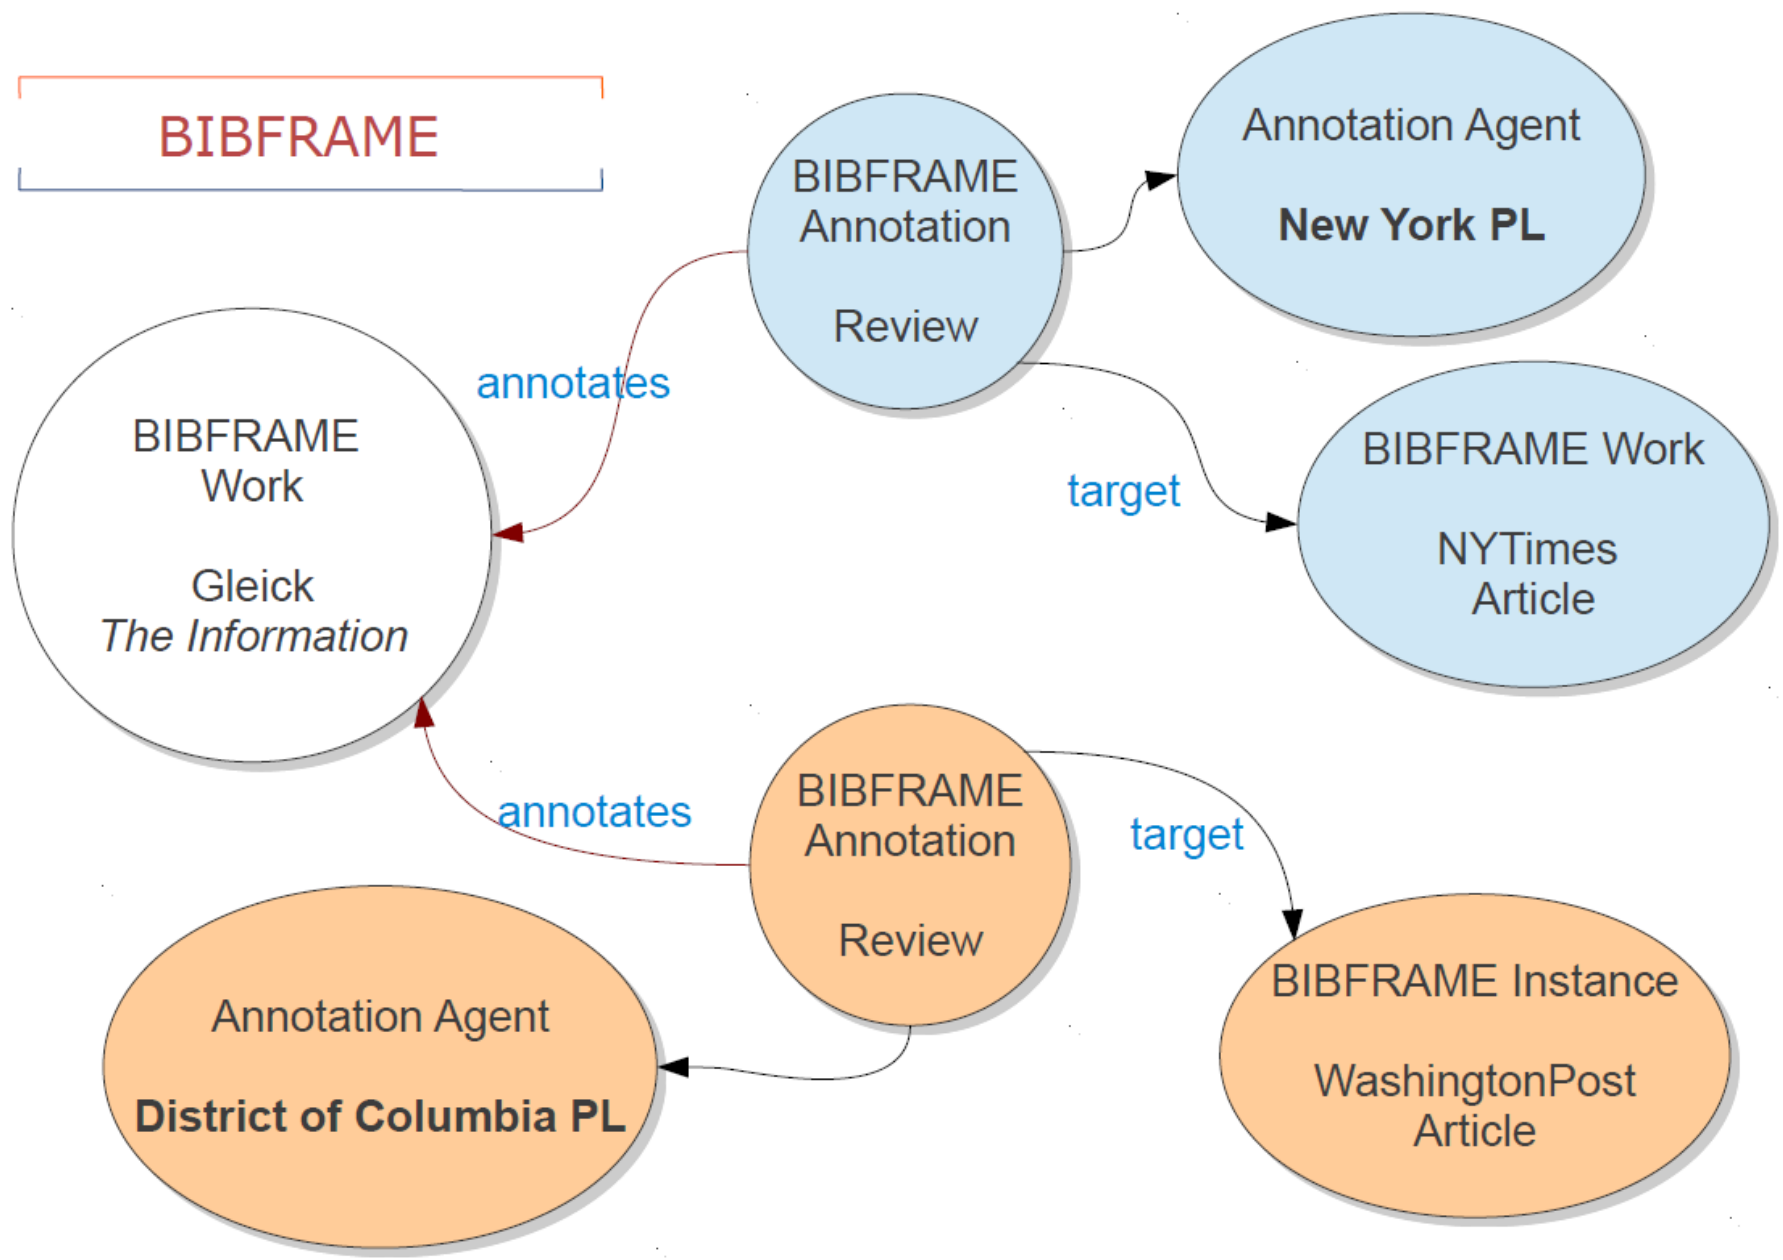 BIBFRAME
BIBFRAME
Annotation
Review
Annotation Agent
New York PL
annotates
BIBFRAME
Work
Gleick
The Information
target
BIBFRAME Work
NYTimes
Article
annotates
BIBFRAME
Annotation
Review
target
Annotation Agent
District of Columbia PL
BIBFRAME Instance
WashingtonPost
Article